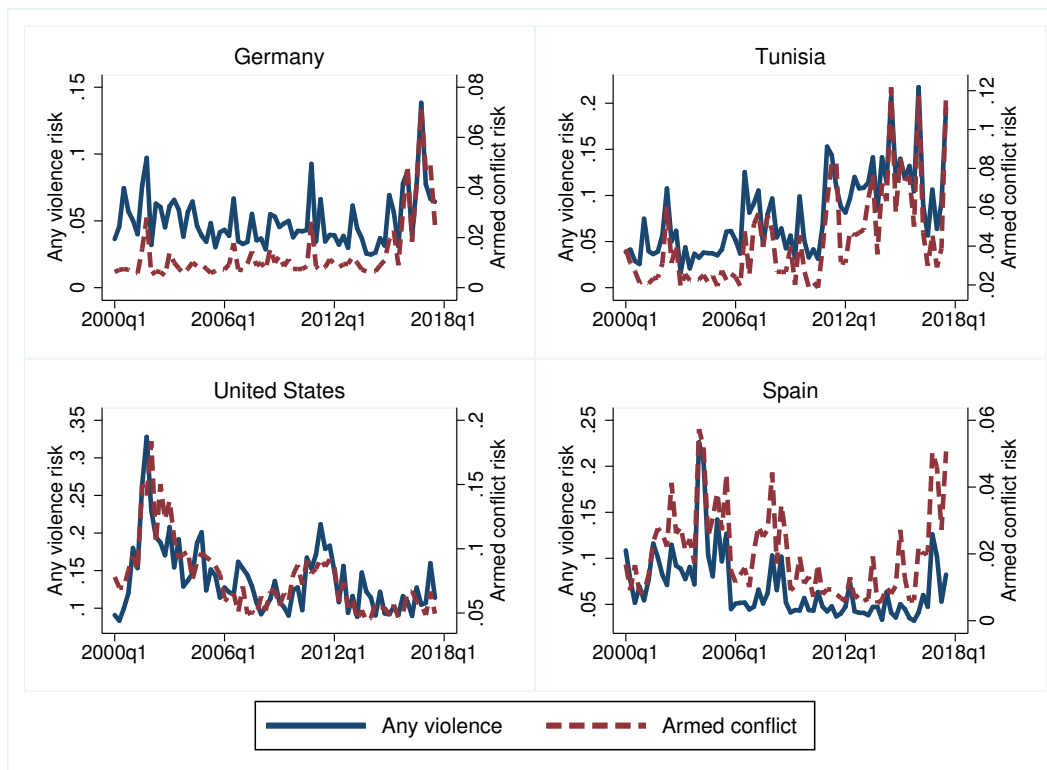 Germany
Any violence risk
0 .05 .1 .15
Armed conflict risk
0 .02 .04 .06 .08
2000q1 2006q1 2012q1 2018q1
Tunisia
Any violence risk
0 .05 .1 .15 .2
Armed conflict risk
.02 .04 .06 .08 .1 .12
2000q1 2006q1 2012q1 2018q1
United States
Any violence risk
.1 .15 .2 .25 .3 .35
Armed conflict risk
.05 .1 .15 .2
2000q1 2006q1 2012q1 2018q1
Spain
Any violence risk
.05 .1 .15 .2 .25
Armed conflict risk
0 .02 .04 .06
2000q1 2006q1 2012q1 2018q1
Any violence Armed conflict